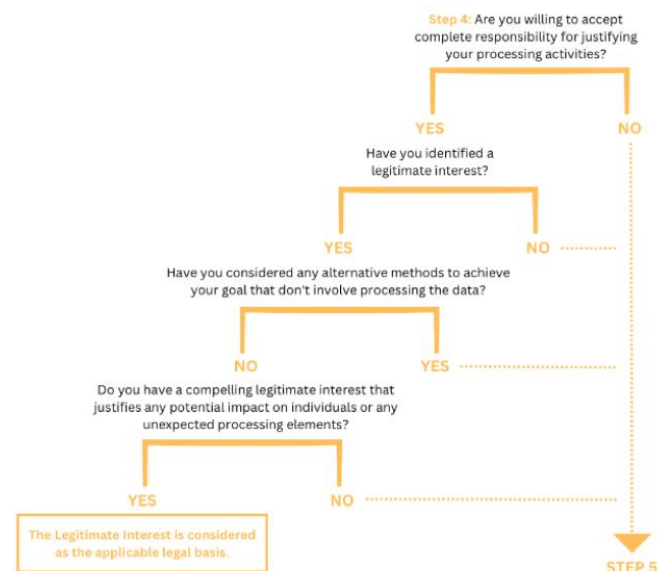 Step 4: Are you willing to accept
complete responsibility for justifying
your processing activities?
YES
NO
Have you identified a
legitimate interest?
YES
NO
Have you considered any alternative methods to achieve
your goal that don't involve processing the data?
NO
YES
Do you have a compelling legitimate interest that
justifies any potential impact on individuals or any
unexpected processing elements?
YES
NO
The Legitimate Interest is considered
as the applicable legal basis.
STEP 5